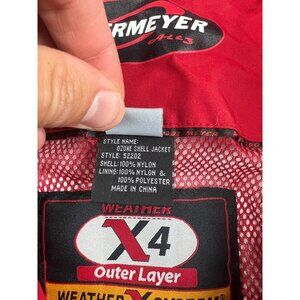 ERMEYER
STYLE NAME:
OZONE SHELL JACKET
STYLE: 52202
SHELL: 100% NYLON
LINING: 100% NYLON &
100% POLYESTER
MADE IN CHINA
WEATHER
X4
Outer Layer
WEATHER X